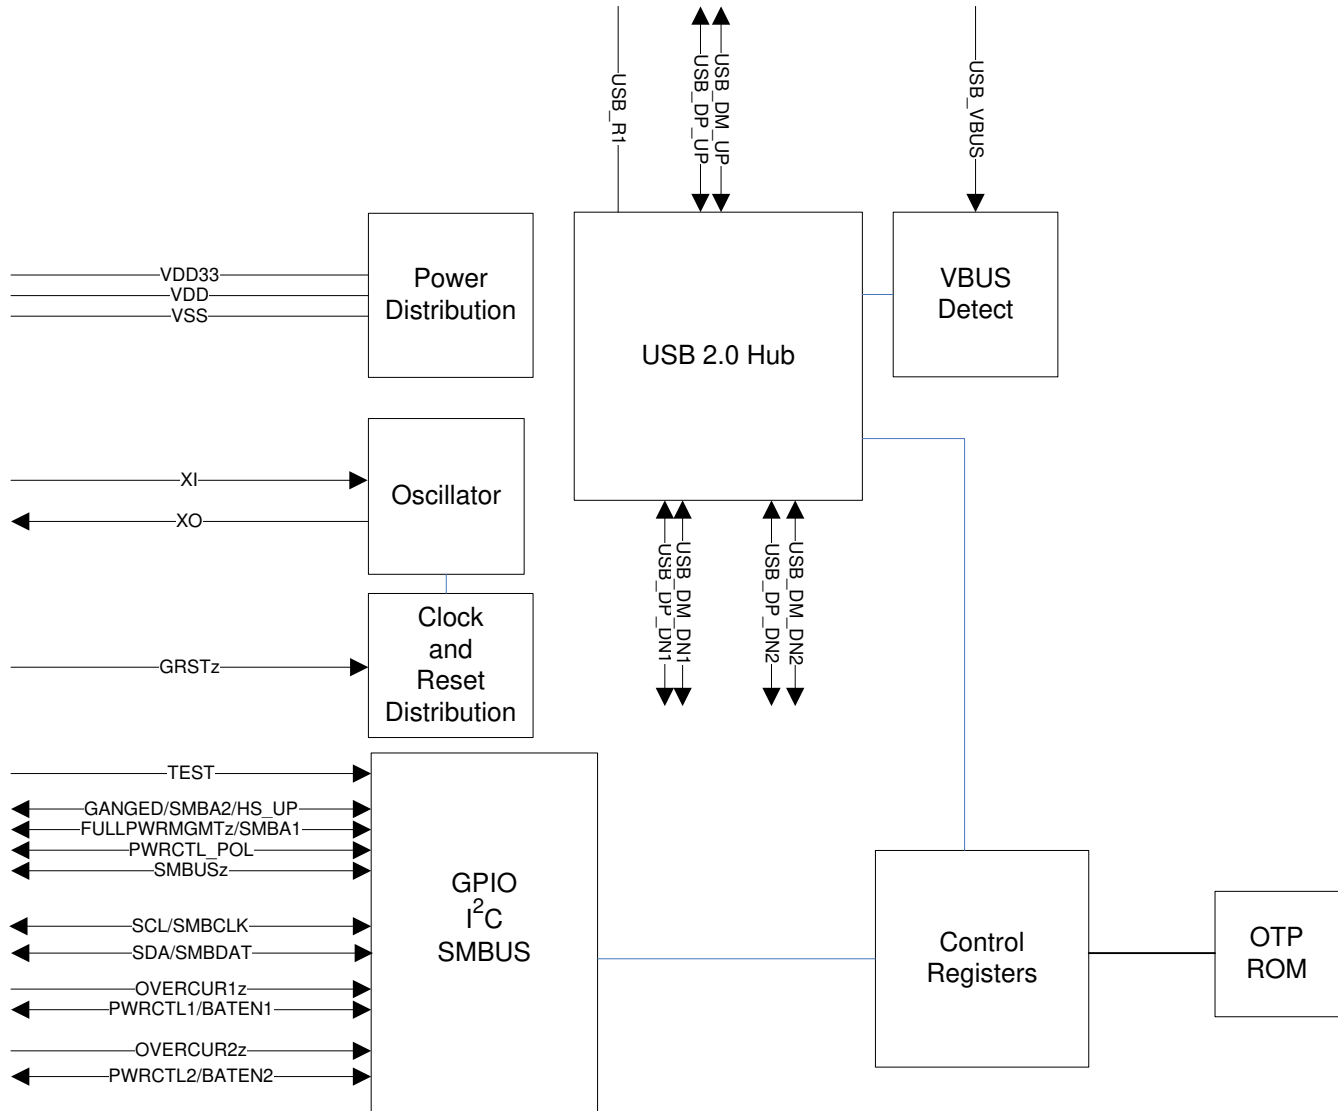 USB_R1
USB_DP_UP
USB_DM_UP
USB_VBUS
VDD33
VDD
VSS
Power
Distribution
USB 2.0 Hub
VBUS
Detect
XI
XO
Oscillator
GRSTz
Clock
and
Reset
Distribution
USB_DP_DN1
USB_DM_DN1
USB_DP_DN2
USB_DM_DN2
TEST
GANGED/SMBA2/HS_UP
FULLPWRMGMTz/SMBA1
PWRCTL_POL
SMBUSz
SCL/SMBCLK
SDA/SMBDAT
OVERCUR1z
PWRCTL1/BATEN1
OVERCUR2z
PWRCTL2/BATEN2
GPIO
I²C
SMBUS
Control
Registers
OTP
ROM